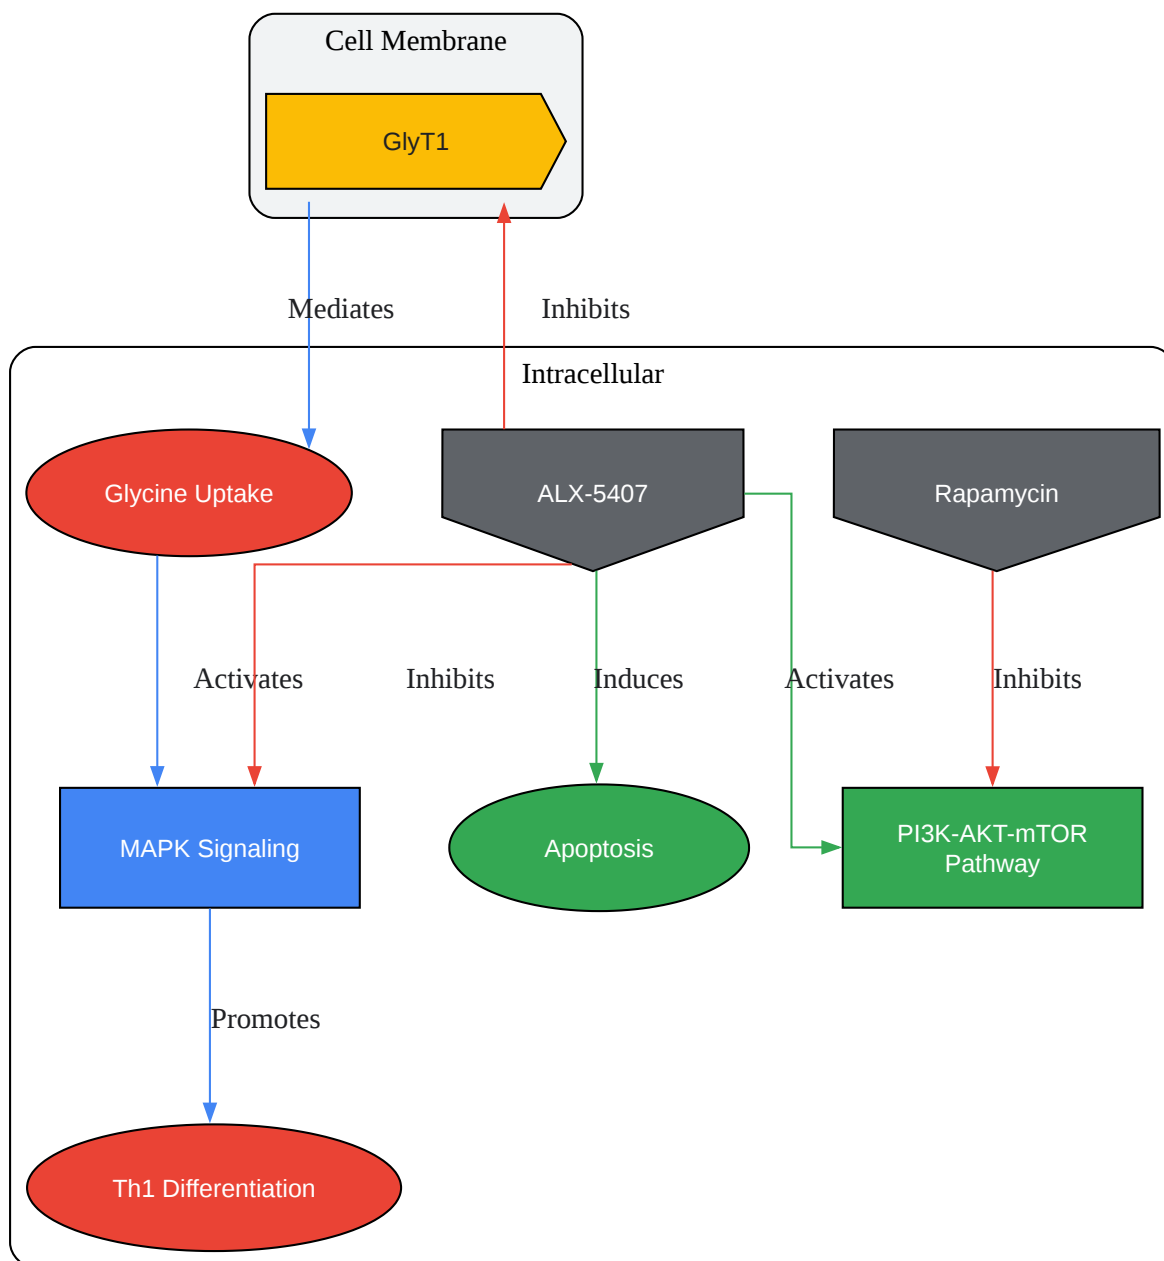 Cell Membrane
GlyT1
Mediates
Inhibits
Intracellular
Glycine Uptake
ALX-5407
Rapamycin
Activates
Inhibits
Induces
Activates
Inhibits
MAPK Signaling
Apoptosis
PI3K-AKT-mTOR
Pathway
Promotes
Th1 Differentiation